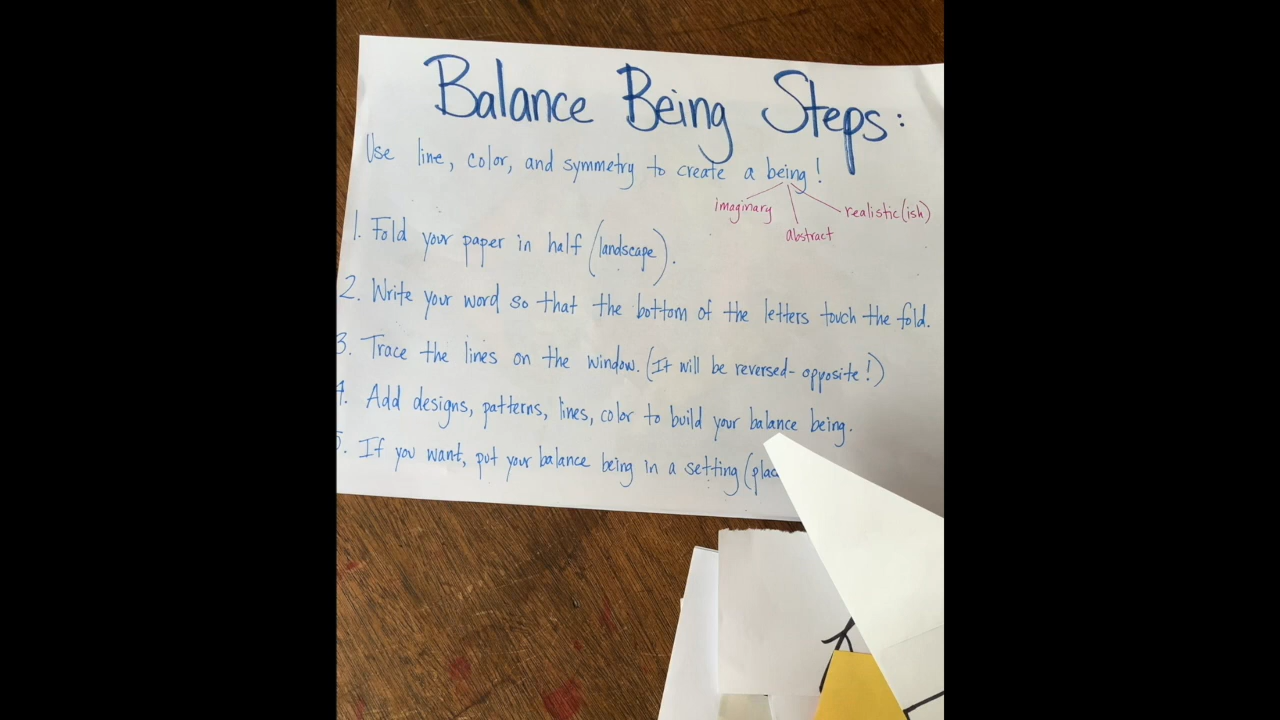 Balance Being Steps:
Use line, color, and symmetry to create a being!
imaginary
abstract
realistic(ish)
1. Fold your paper in half (landscape).
2. Write your word so that the bottom of the letters touch the fold.
3. Trace the lines on the window. (It will be reversed- opposite!)
4. Add designs, patterns, lines, color to build your balance being.
5. If you want, put your balance being in a setting